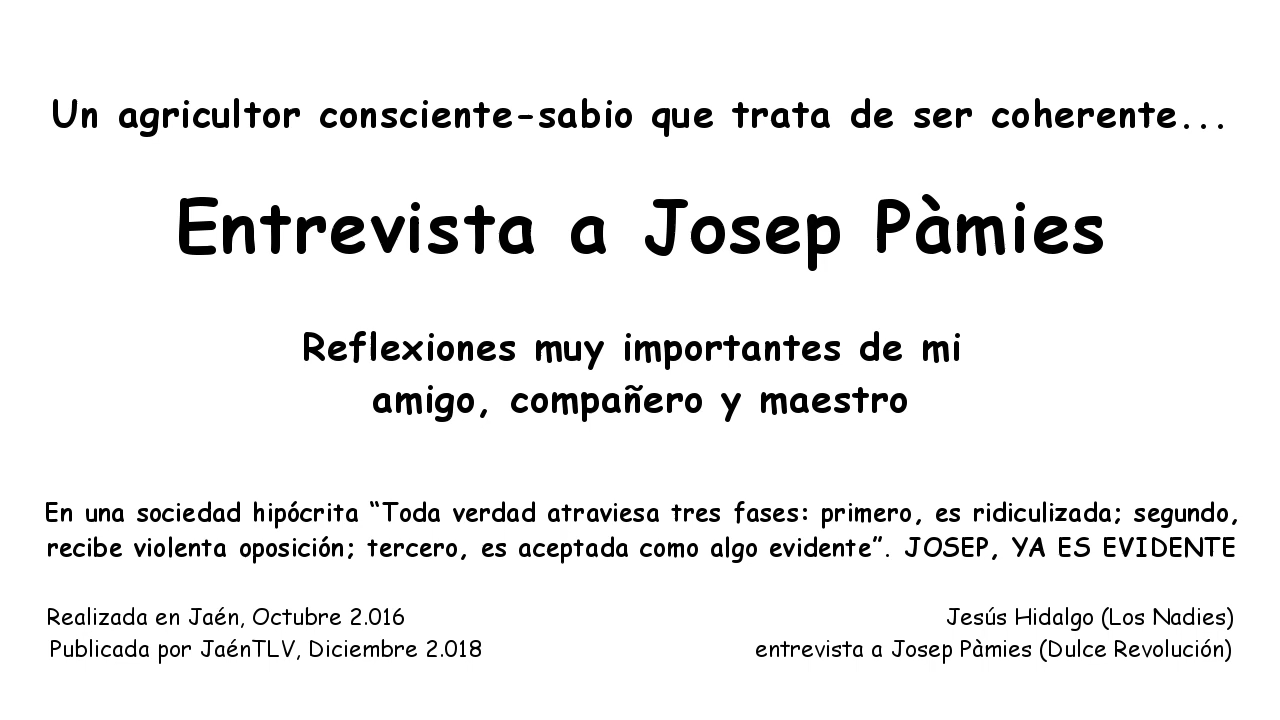 Un agricultor consciente-sabio que trata de ser coherente...
Entrevista a Josep Pàmies
Reflexiones muy importantes de mi
amigo, compañero y maestro
En una sociedad hipócrita “Toda verdad atraviesa tres fases: primero, es ridiculizada; segundo,
recibe violenta oposición; tercero, es aceptada como algo evidente”. JOSEP, YA ES EVIDENTE
Realizada en Jaén, Octubre 2.016
Jesús Hidalgo (Los Nadies)
Publicada por JaénTLV, Diciembre 2.018
entrevista a Josep Pàmies (Dulce Revolución)